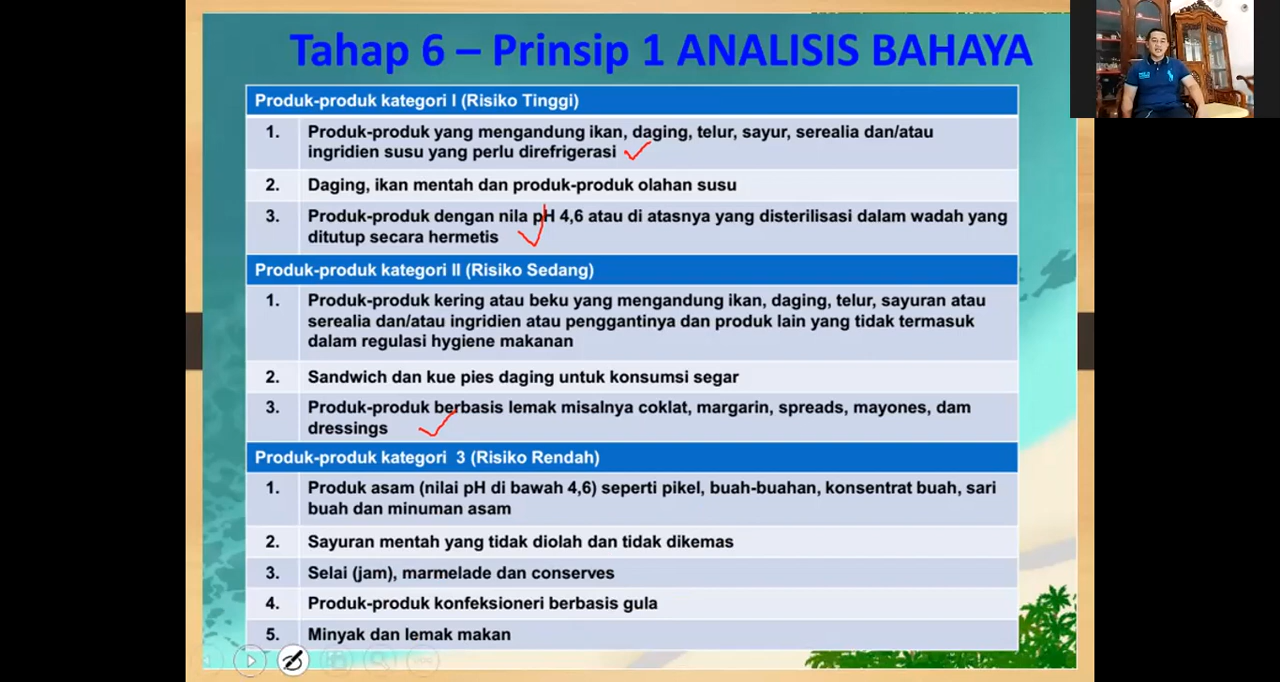 Tahap 6 – Prinsip 1 ANALISIS BAHAYA
Produk-produk kategori I (Risiko Tinggi)
1. Produk-produk yang mengandung ikan, daging, telur, sayur, serealia dan/atau
ingridien susu yang perlu direfrigerasi
2. Daging, ikan mentah dan produk-produk olahan susu
3. Produk-produk dengan nila pH 4,6 atau di atasnya yang disterilisasi dalam wadah yang
ditutup secara hermetis
Produk-produk kategori II (Risiko Sedang)
1. Produk-produk kering atau beku yang mengandung ikan, daging, telur, sayuran atau
serealia dan/atau ingridien atau penggantinya dan produk lain yang tidak termasuk
dalam regulasi hygiene makanan
2. Sandwich dan kue pies daging untuk konsumsi segar
3. Produk-produk berbasis lemak misalnya coklat, margarin, spreads, mayones, dam
dressings
Produk-produk kategori 3 (Risiko Rendah)
1. Produk asam (nilai pH di bawah 4,6) seperti pikel, buah-buahan, konsentrat buah, sari
buah dan minuman asam
2. Sayuran mentah yang tidak diolah dan tidak dikemas
3. Selai (jam), marmelade dan conserves
4. Produk-produk konfeksioneri berbasis gula
5. Minyak dan lemak makan